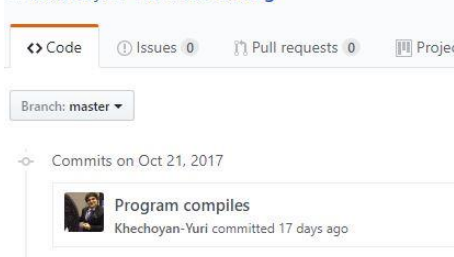 Code Issues 0 Pull requests 0
Branch: master
Commits on Oct 21, 2017
Program compiles
Khechoyan-Yuri committed 17 days ago